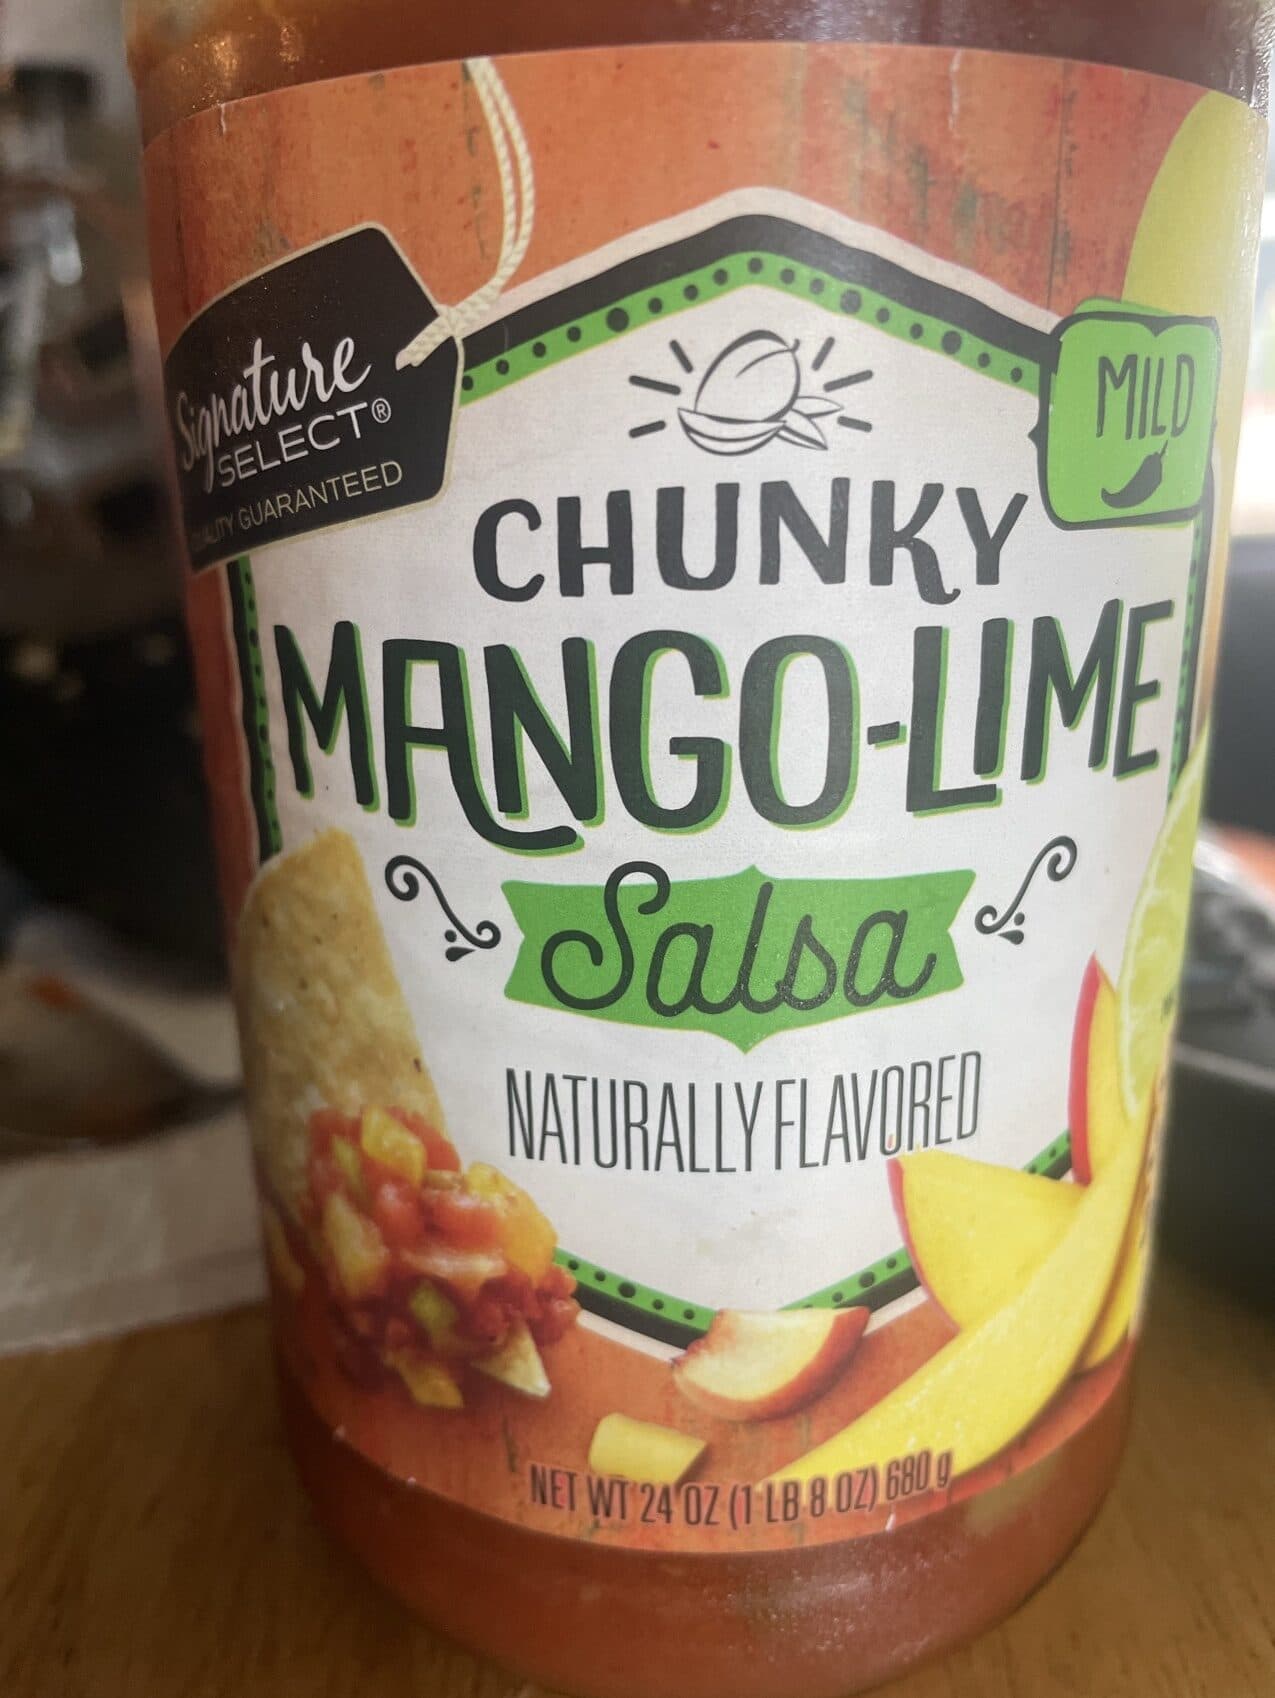 Signature
SELECT®
QUALITY GUARANTEED
MILD
CHUNKY
MANGO-LIME
Salsa
NATURALLY FLAVORED
NET WT 24 OZ (1 LB 8 OZ) 680 g